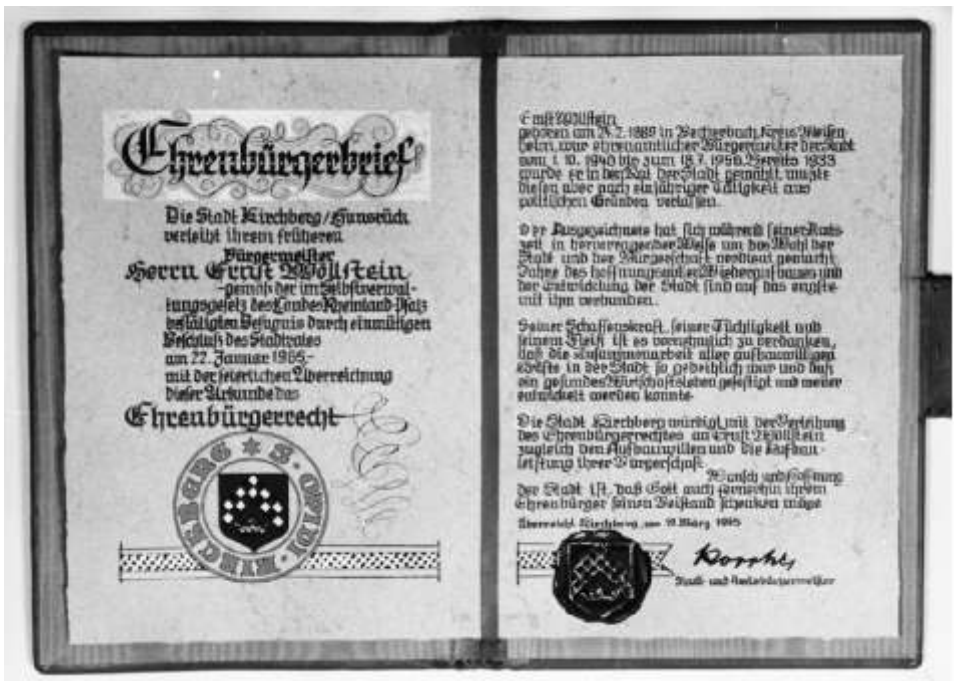 Ehrenbürgerbrief
Die Stadt Kirchberg/Hunsrück
verleiht ihrem früheren
Bürgermeister
Herrn Ernst Wöllstein
-gemäß der im Selbstverwal-
tungsgesetz des Landes Rheinland-Pfalz
bestätigten Befugnis durch einmütigen
Beschluß des Stadtrates
am 22. Januar 1965,-
mit der feierlichen Überreichung
dieser Urkunde das
Ehrenbürgerrecht
Ernst Wöllstein
geboren am 2.1889 in Becherbach, Kreis Meisen-
heim, war ehrenamtlicher Bürgermeister der Stadt
vom 1. 10. 1940 bis zum 18.7. 1956. Bereits 1933
wurde er in den Rat der Stadt gewählt, mußte
diesen aber nach einjähriger Tätigkeit aus
politischen Gründen verlassen.
Der Ausgezeichnete hat sich während seiner Amts-
zeit in hervorragender Weise um das Wohl der
Stadt und der Bürgerschaft verdient gemacht.
Jahre des hoffnungsvollen Wiederaufbaues und
der Entwicklung der Stadt sind auf das engste
mit ihm verbunden.
Seiner Schaffenskraft, seiner Tüchtigkeit und
seinem Fleiß ist es vornehmlich zu verdanken,
daß die Zusammenarbeit aller aufbauwilligen
Kräfte in der Stadt so gedeihlich war und daß
ein gesundes Wirtschaftsleben gefestigt und weiter
entwickelt werden konnte.
Die Stadt Kirchberg würdigt mit der Verleihung
des Ehrenbürgerrechtes an Ernst Wöllstein
zugleich den Aufbauwillen und die Aufbau-
leistung ihrer Bürgerschaft.
Wunsch und Hoffnung
der Stadt ist, daß Gott auch fernerhin ihrem
Ehrenbürger seinen Beistand schenken möge
Überreicht Kirchberg, am März 1965
Stadt- und Amtsbürgermeister